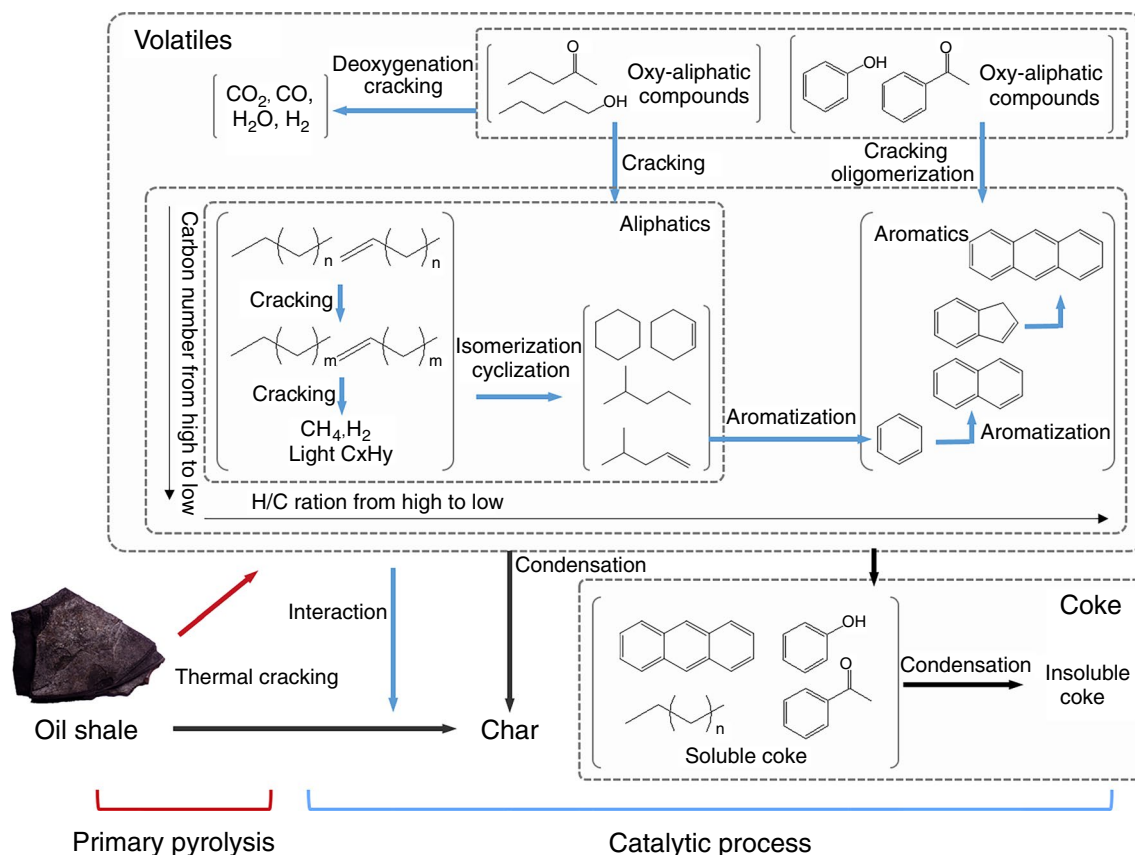 Volatiles
Deoxygenation
cracking
CO2, CO,
H2O, H2
O
OH
Oxy-aliphatic
compounds
OH
O
Oxy-aliphatic
compounds
Cracking
Cracking
oligomerization
Carbon number from high to low
Aliphatics
n
n
Cracking
m
m
Cracking
CH4,H2
Light CxHy
Isomerization
cyclization
Aromatization
Aromatics
Aromatization
H/C ration from high to low
Condensation
Interaction
Thermal cracking
Oil shale
Char
Coke
OH
O
n
Soluble coke
Condensation
Insoluble
coke
Primary pyrolysis
Catalytic process